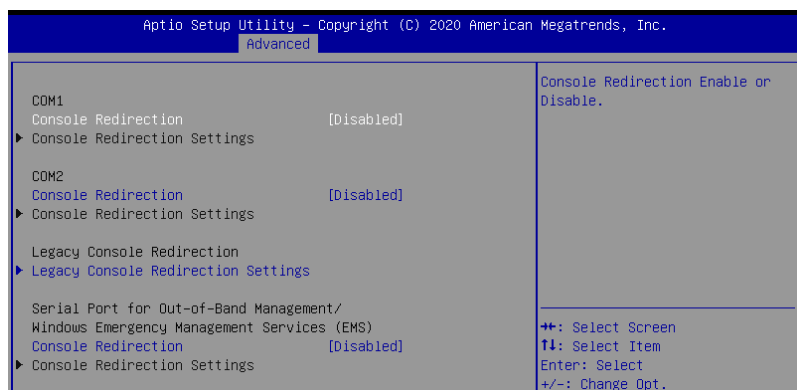 Aptio Setup Utility – Copyright (C) 2020 American Megatrends, Inc.
Advanced
COM1
Console Redirection [Disabled]
Console Redirection Settings
COM2
Console Redirection [Disabled]
Console Redirection Settings
Legacy Console Redirection
Legacy Console Redirection Settings
Serial Port for Out-of-Band Management/
Windows Emergency Management Services (EMS)
Console Redirection [Disabled]
Console Redirection Settings
Console Redirection Enable or
Disable.
→←: Select Screen
↑↓: Select Item
Enter: Select
+/-: Change Opt.